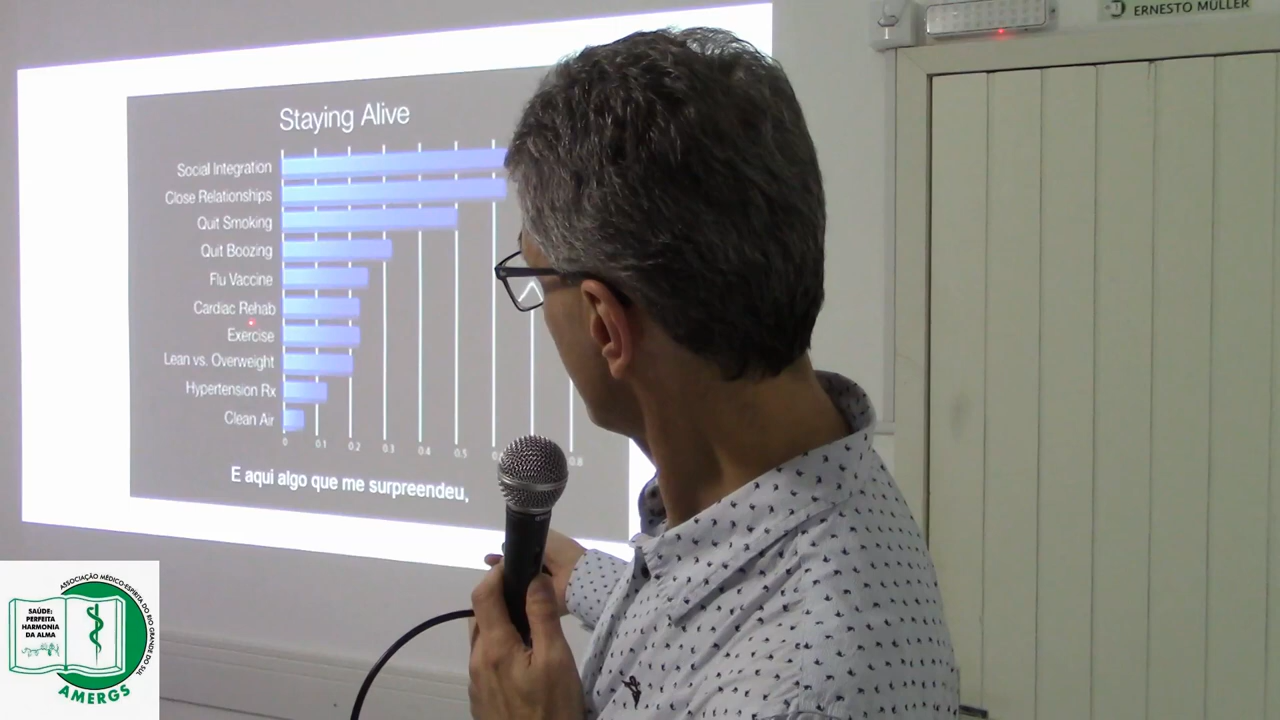 ERNESTO MÜLLER
Staying Alive
Social Integration
Close Relationships
Quit Smoking
Quit Boozing
Flu Vaccine
Cardiac Rehab
Exercise
Lean vs. Overweight
Hypertension Rx
Clean Air
0 0.1 0.2 0.3 0.4 0.5 0.8
E aqui algo que me surpreendeu,
ASSOCIAÇÃO MÉDICO-ESPÍRITA DO RIO GRANDE DO SUL
SAÚDE:
PERFEITA
HARMONIA
DA ALMA
AMERGS